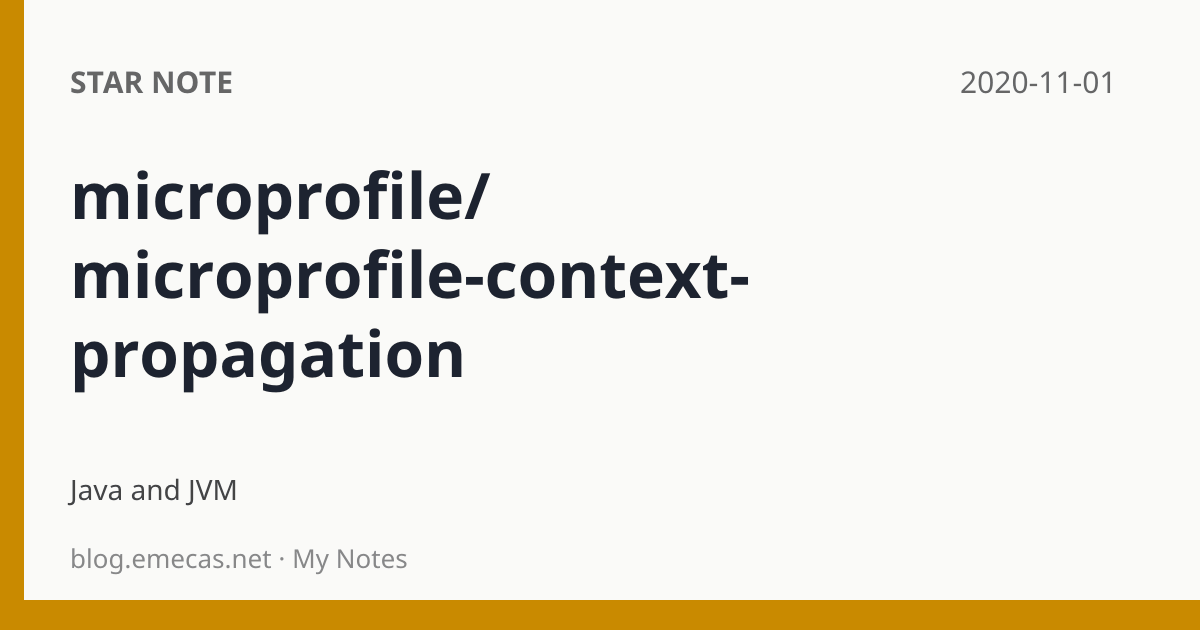 STAR NOTE
2020-11-01
microprofile/
microprofile-context-
propagation
Java and JVM
blog.emecas.net · My Notes